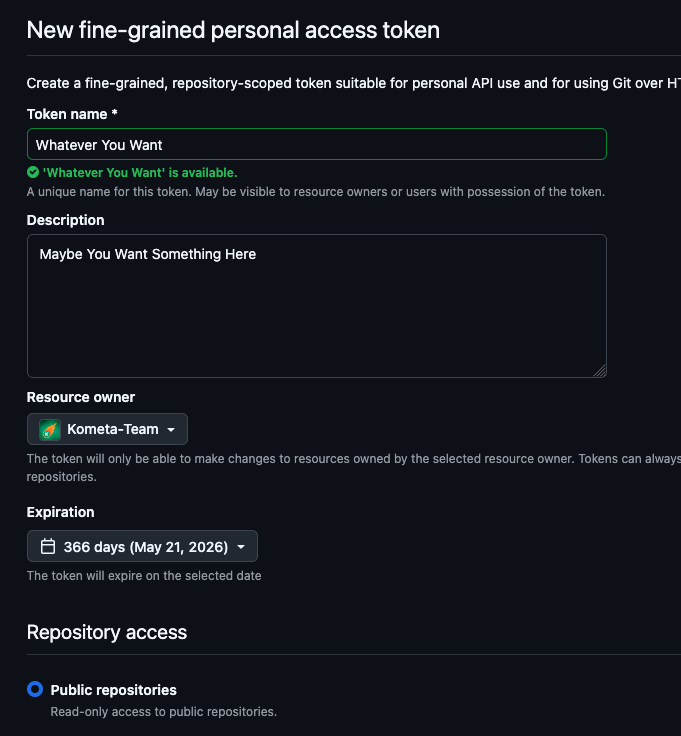 New fine-grained personal access token
Create a fine-grained, repository-scoped token suitable for personal API use and for using Git over HT
Token name *
Whatever You Want
'Whatever You Want' is available.
A unique name for this token. May be visible to resource owners or users with possession of the token.
Description
Maybe You Want Something Here
Resource owner
Kometa-Team
The token will only be able to make changes to resources owned by the selected resource owner. Tokens can always
repositories.
Expiration
366 days (May 21, 2026)
The token will expire on the selected date
Repository access
Public repositories
Read-only access to public repositories.